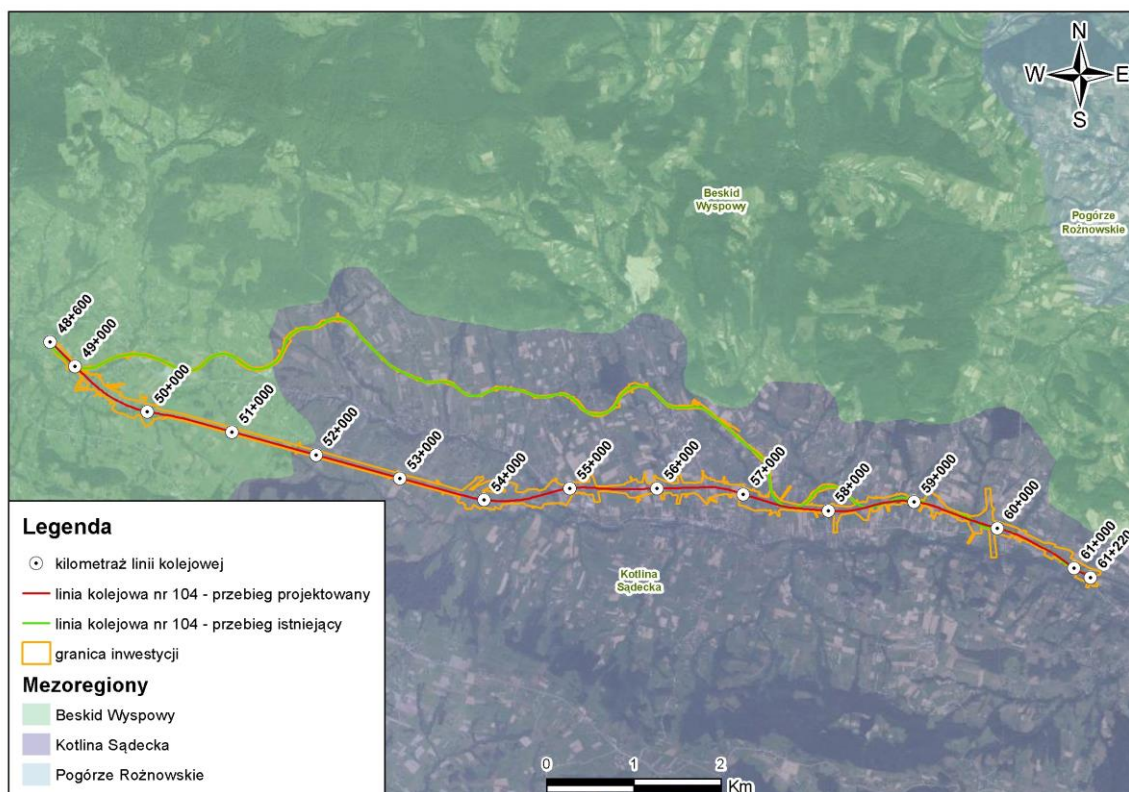 N
W E
S
Beskid
Wyspowy
Pogórze
Rożnowskie
48+600
49+000
50+000
51+000
52+000
53+000
54+000
55+000
56+000
57+000
58+000
59+000
60+000
61+000
61+220
Kotlina
Sądecka
Legenda
kilometraż linii kolejowej
linia kolejowa nr 104 - przebieg projektowany
linia kolejowa nr 104 - przebieg istniejący
granica inwestycji
Mezoregiony
Beskid Wyspowy
Kotlina Sądecka
Pogórze Rożnowskie
0 1 2
Km